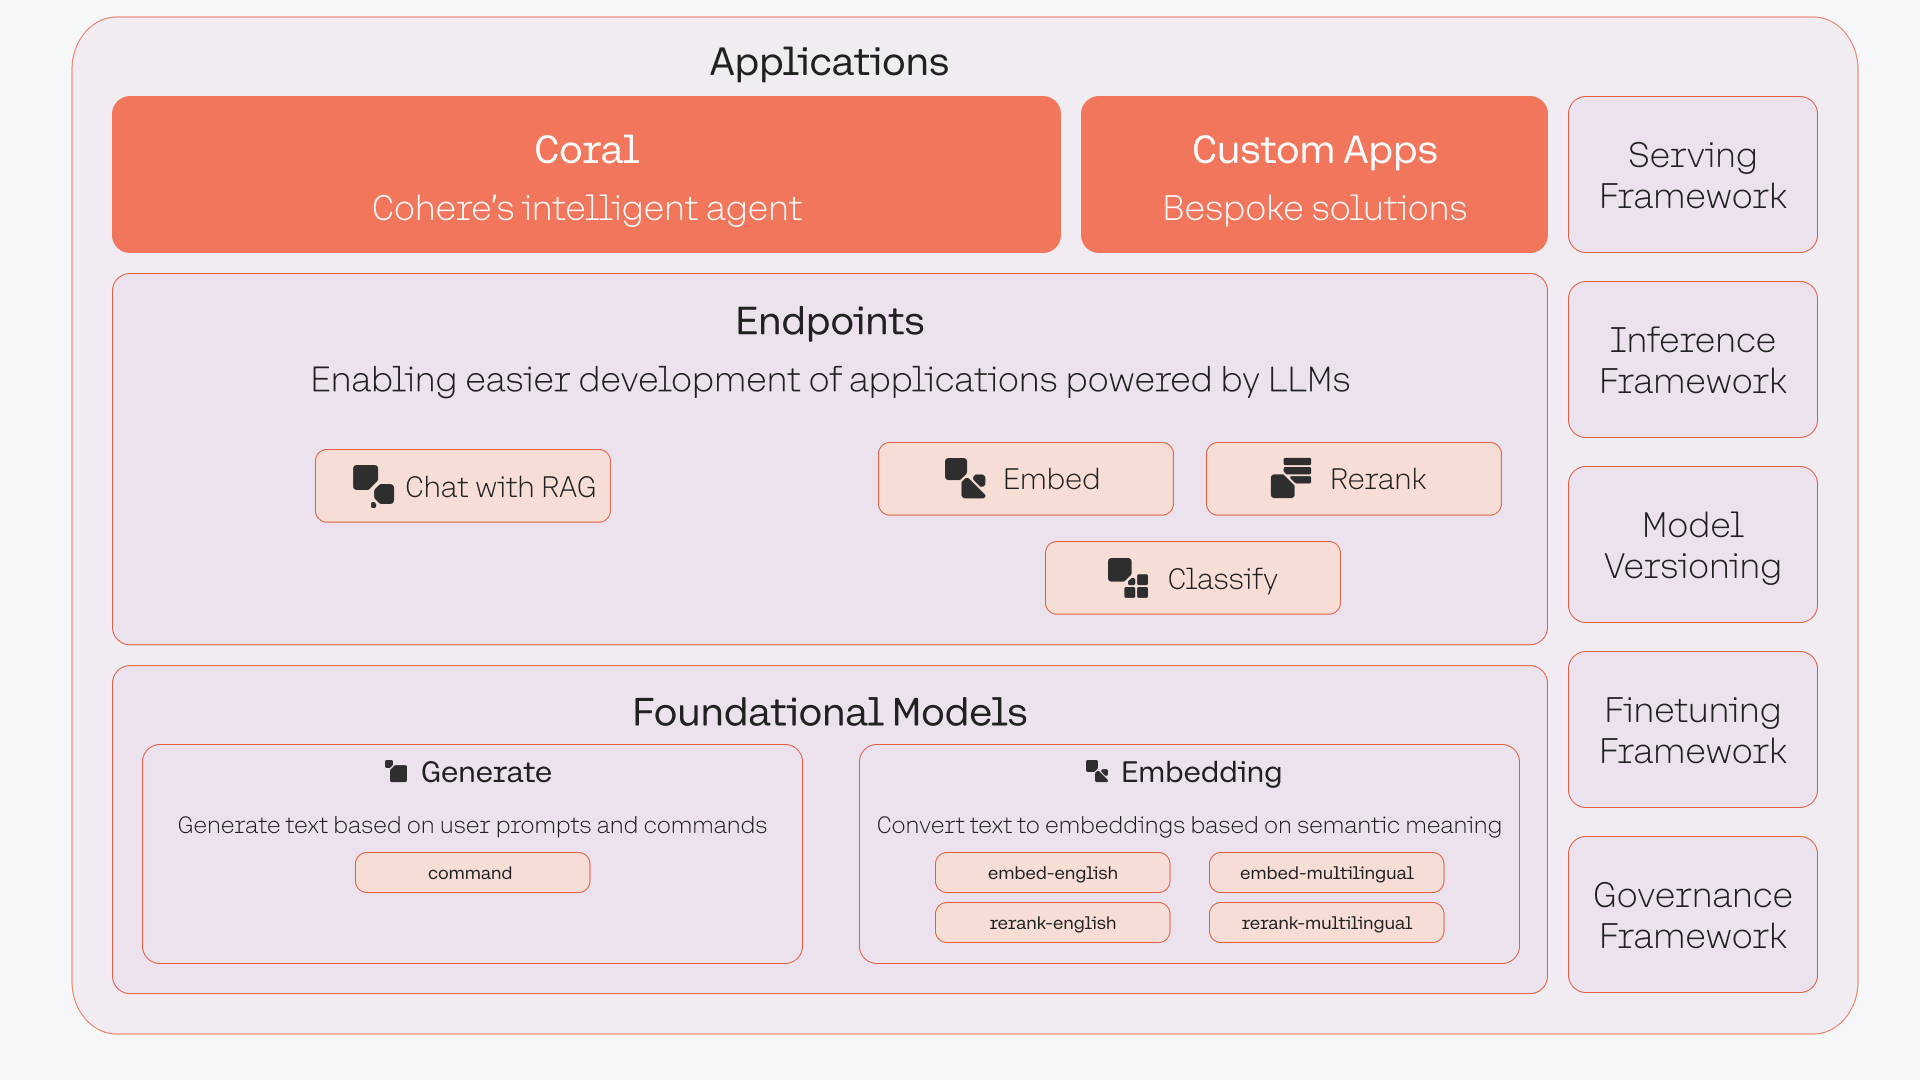 Applications
Coral
Cohere’s intelligent agent
Custom Apps
Bespoke solutions
Endpoints
Enabling easier development of applications powered by LLMs
Chat with RAG
Embed
Rerank
Classify
Foundational Models
Generate
Generate text based on user prompts and commands
command
Embedding
Convert text to embeddings based on semantic meaning
embed-english
embed-multilingual
rerank-english
rerank-multilingual
Serving
Framework
Inference
Framework
Model
Versioning
Finetuning
Framework
Governance
Framework